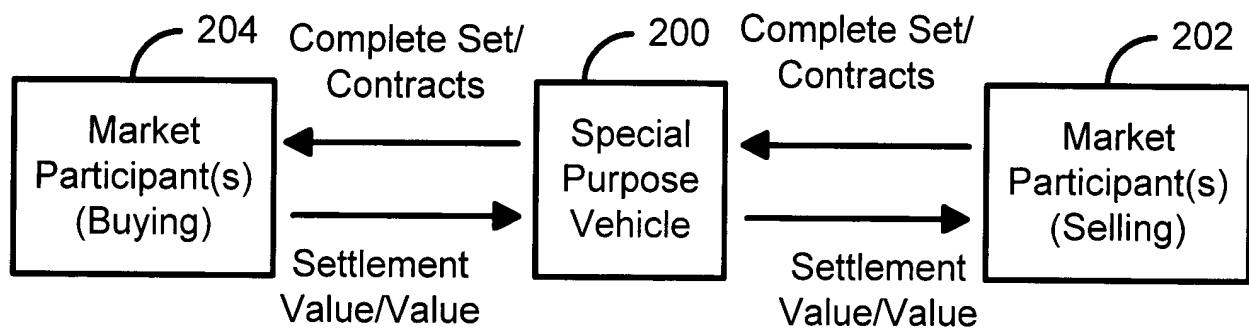 204
Complete Set/
Contracts
200
Complete Set/
Contracts
202
Market
Participant(s)
(Buying)
Special
Purpose
Vehicle
Market
Participant(s)
(Selling)
Settlement
Value/Value
Settlement
Value/Value